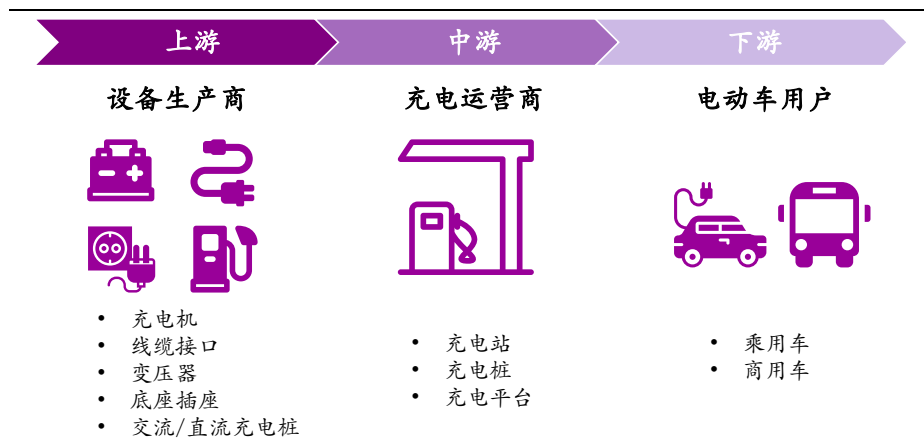 上游
中游
下游
设备生产商
充电运营商
电动车用户
• 充电机
• 线缆接口
• 变压器
• 底座插座
• 交流/直流充电桩
• 充电站
• 充电桩
• 充电平台
• 乘用车
• 商用车